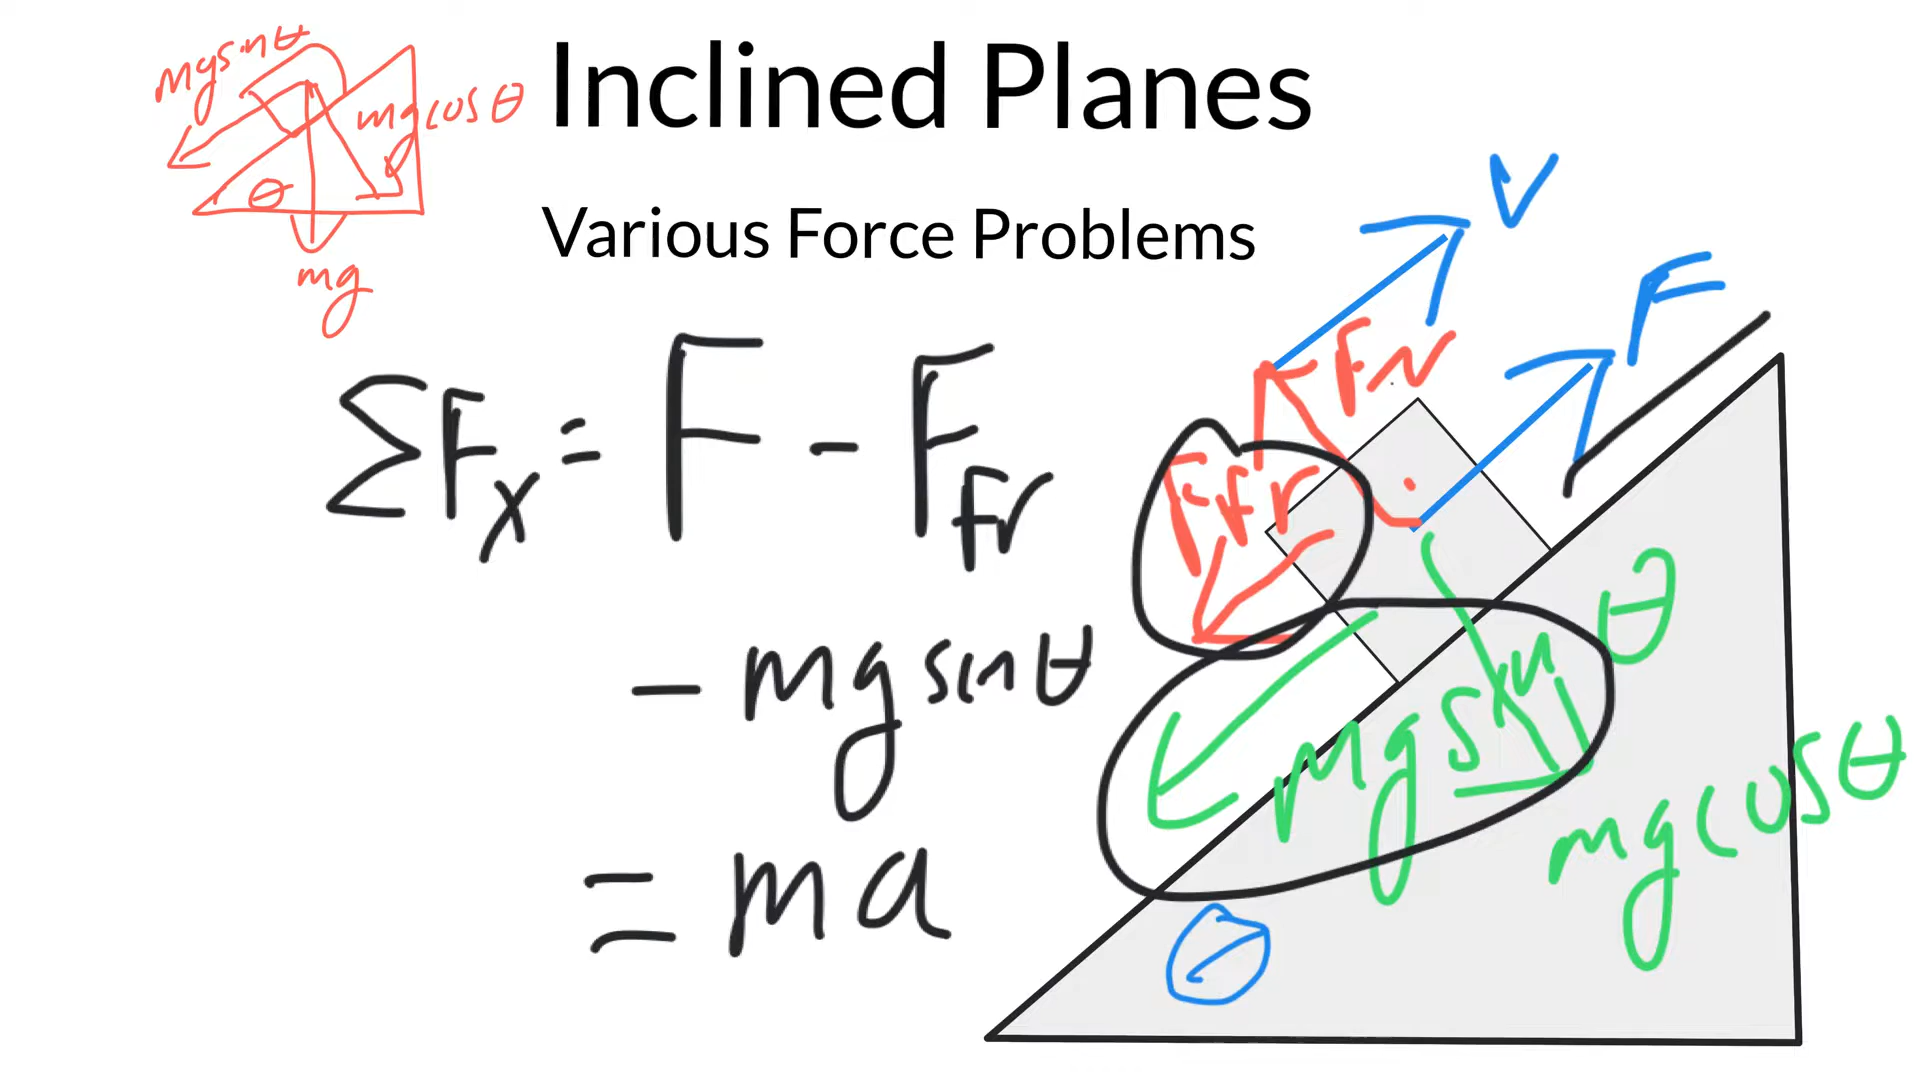 Inclined Planes
Various Force Problems
mgsinθ
mgcosθ
θ
mg
V
F
FN
FFr
ΣFx = F - FFr
- mgsinθ
= ma
mgsinθ
mgcosθ
θ